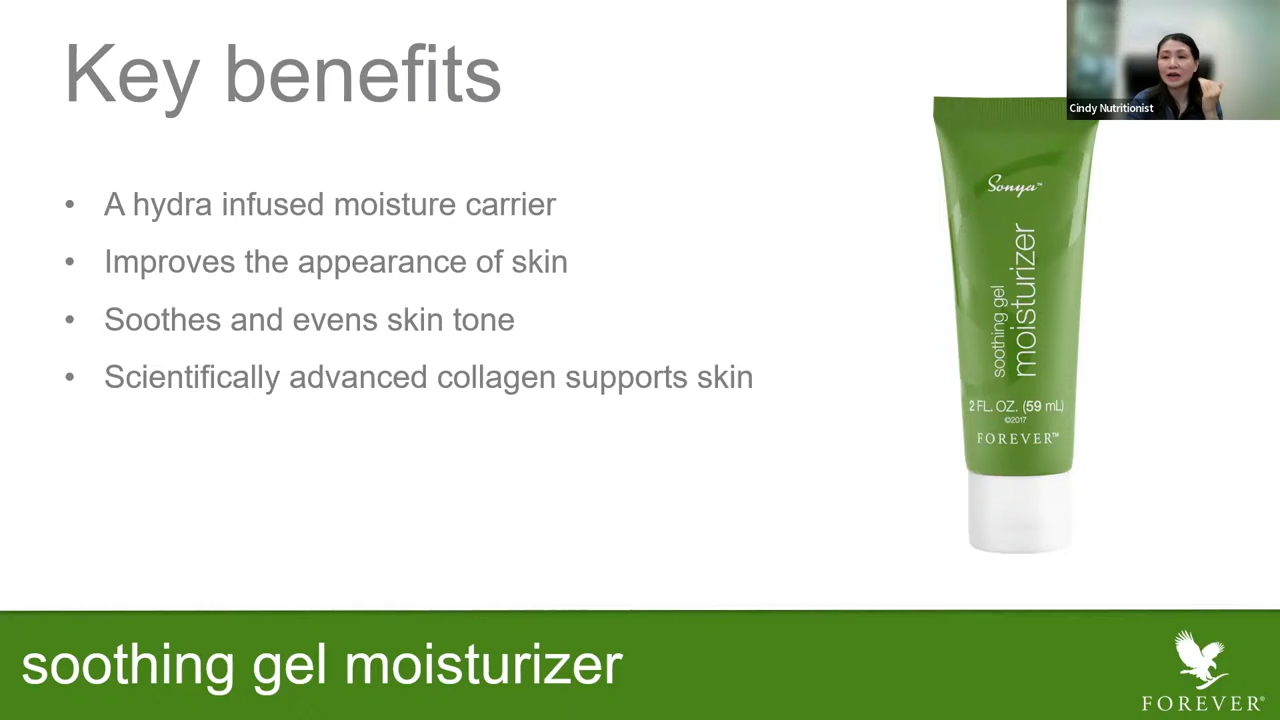 Key benefits
Cindy Nutritionist
• A hydra infused moisture carrier
• Improves the appearance of skin
• Soothes and evens skin tone
• Scientifically advanced collagen supports skin
Sonya™
soothing gel
moisturizer
2 FL. OZ. (59 mL)
©2017
FOREVER™
soothing gel moisturizer
FOREVER®